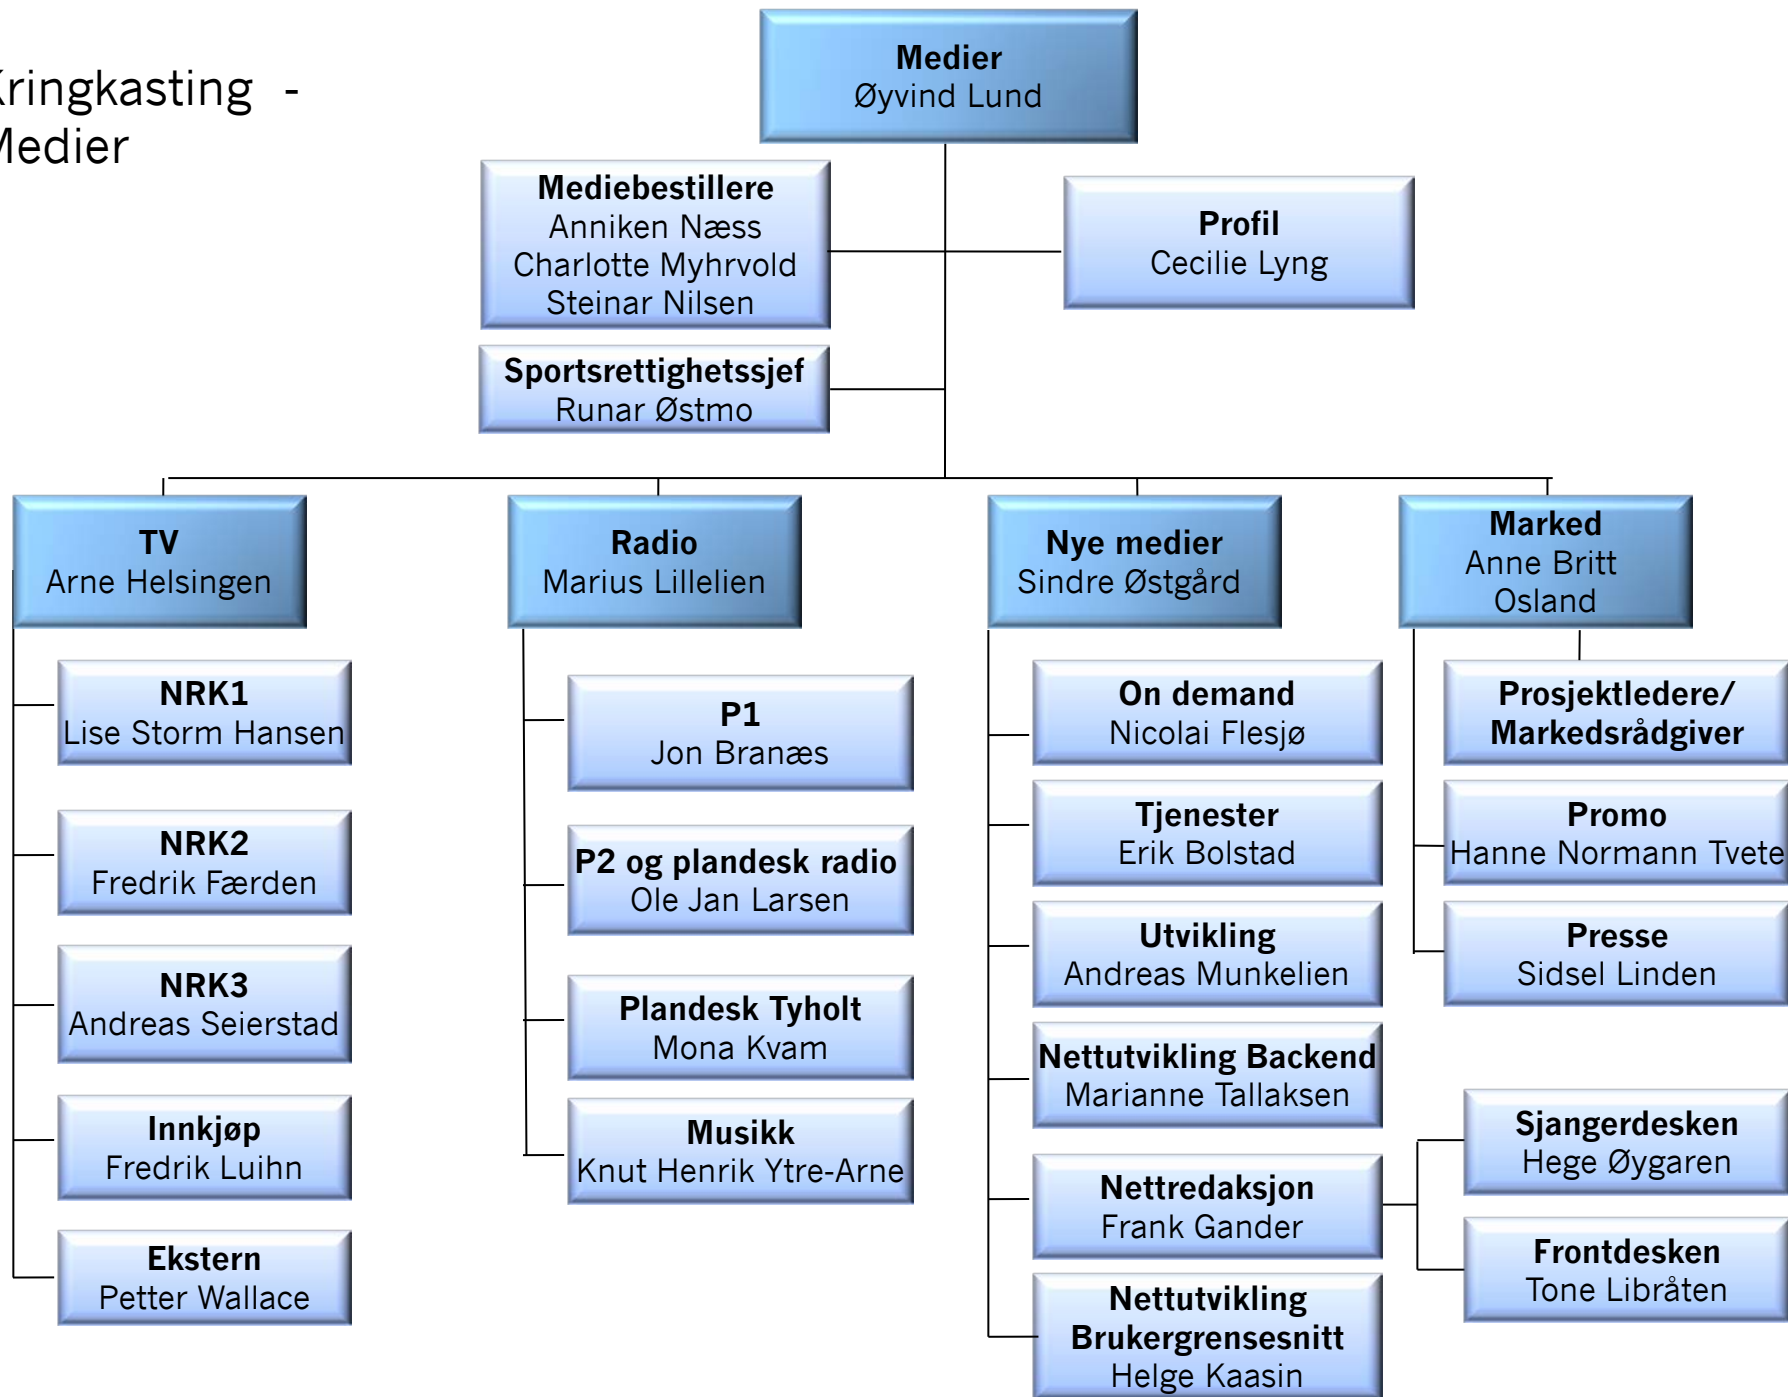 Kringkasting -
Medier
Medier
Øyvind Lund
Mediebestillere
Anniken Næss
Charlotte Myhrvold
Steinar Nilsen
Profil
Cecilie Lyng
Sportsrettighetssjef
Runar Østmo
TV
Arne Helsingen
NRK1
Lise Storm Hansen
NRK2
Fredrik Færden
NRK3
Andreas Seierstad
Innkjøp
Fredrik Luihn
Ekstern
Petter Wallace
Radio
Marius Lillelien
P1
Jon Branæs
P2 og plandesk radio
Ole Jan Larsen
Plandesk Tyholt
Mona Kvam
Musikk
Knut Henrik Ytre-Arne
Nye medier
Sindre Østgård
On demand
Nicolai Flesjø
Tjenester
Erik Bolstad
Utvikling
Andreas Munkelien
Nettutvikling Backend
Marianne Tallaksen
Nettredaksjon
Frank Gander
Sjangerdesken
Hege Øygaren
Frontdesken
Tone Libråten
Nettutvikling
Brukergrensesnitt
Helge Kaasin
Marked
Anne Britt
Osland
Prosjektledere/
Markedsrådgiver
Promo
Hanne Normann Tvete
Presse
Sidsel Linden